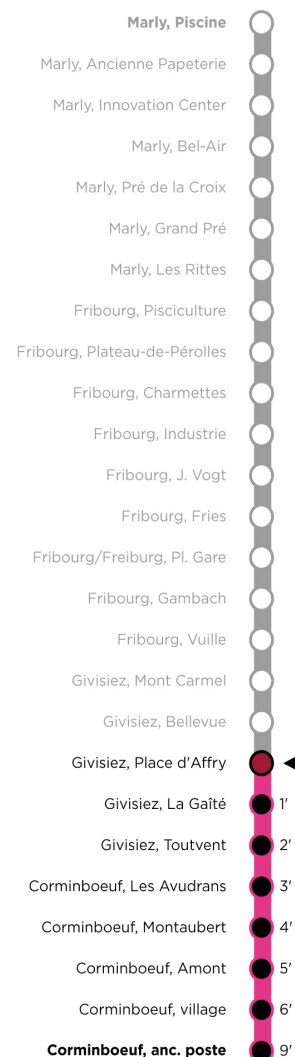 Marly, Piscine
Marly, Ancienne Papeterie
Marly, Innovation Center
Marly, Bel-Air
Marly, Pré de la Croix
Marly, Grand Pré
Marly, Les Rittes
Fribourg, Pisciculture
Fribourg, Plateau-de-Pérolles
Fribourg, Charmettes
Fribourg, Industrie
Fribourg, J. Vogt
Fribourg, Fries
Fribourg/Freiburg, Pl. Gare
Fribourg, Gambach
Fribourg, Vuille
Givisiez, Mont Carmel
Givisiez, Bellevue
Givisiez, Place d'Affry
Givisiez, La Gaîté 1'
Givisiez, Toutvent 2'
Corminboeuf, Les Avudrans 3'
Corminboeuf, Montaubert 4'
Corminboeuf, Amont 5'
Corminboeuf, village 6'
Corminboeuf, anc. poste 9'